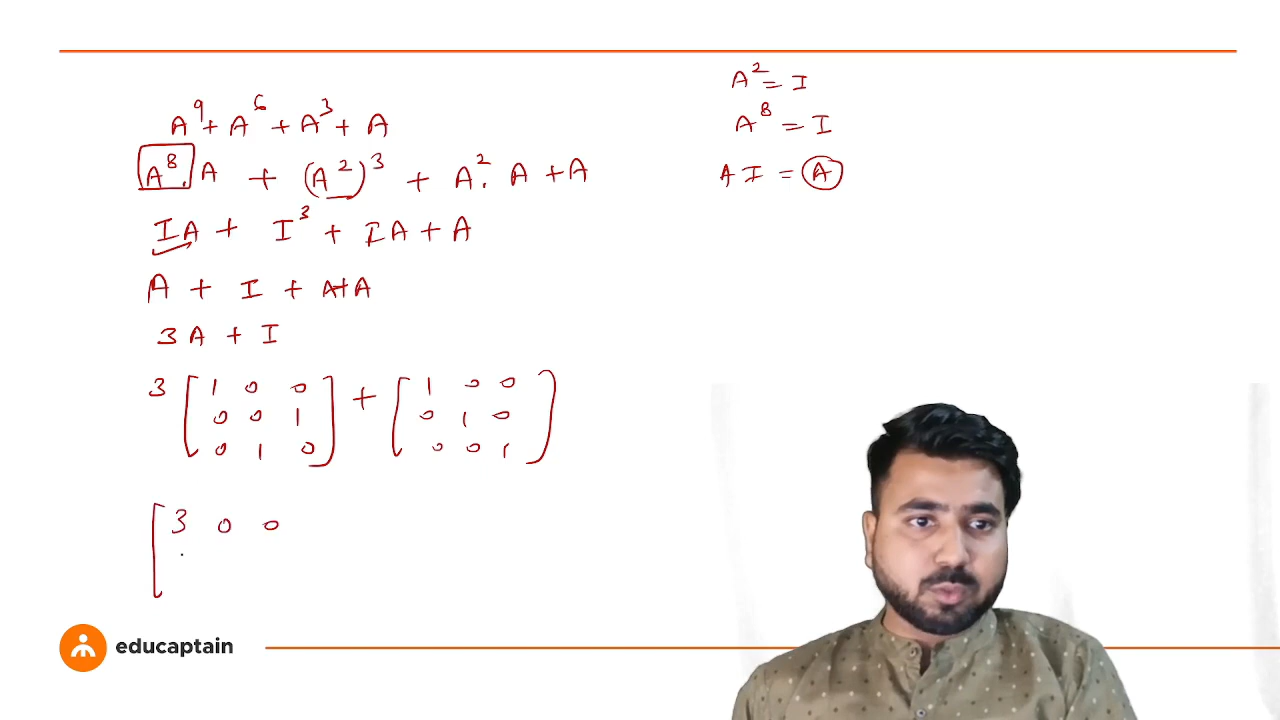 A⁹ + A⁶ + A³ + A
A⁸ . A + (A²)³ + A² . A + A
IA + I³ + IA + A
A + I + A+A
3A + I
3 [ 1 0 0 ] + [ 1 0 0 ]
0 0 1 0 1 0
0 1 0 0 0 1
[ 3 0 0
A² = I
A⁸ = I
AI = A
educaptain